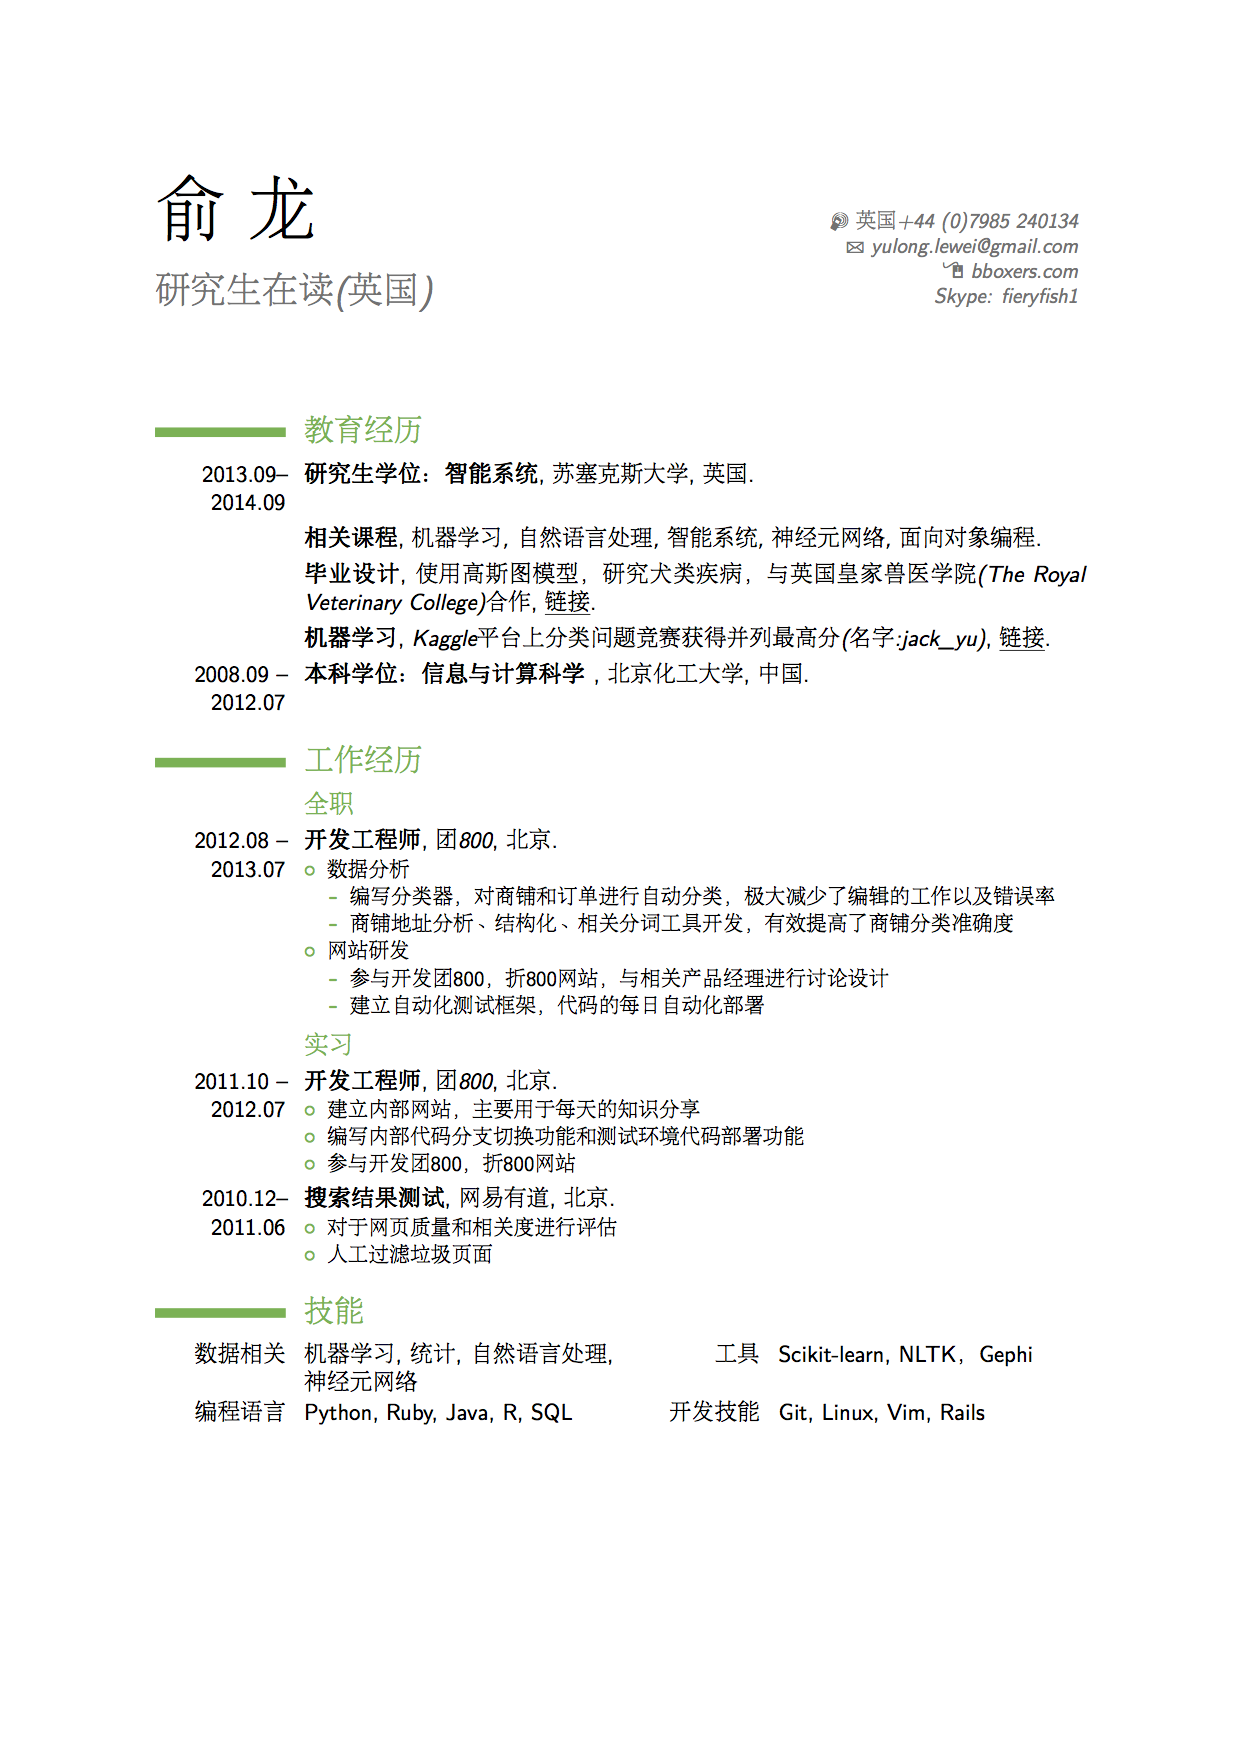 俞 龙
研究生在读(英国)
英国+44 (0)7985 240134
yulong.lewei@gmail.com
bboxers.com
Skype: fieryfish1
教育经历
2013.09– 研究生学位：智能系统, 苏塞克斯大学, 英国.
2014.09
相关课程, 机器学习, 自然语言处理, 智能系统, 神经元网络, 面向对象编程.
毕业设计, 使用高斯图模型，研究犬类疾病，与英国皇家兽医学院(The Royal
Veterinary College)合作, 链接.
机器学习, Kaggle平台上分类问题竞赛获得并列最高分(名字:jack_yu), 链接.
2008.09 – 本科学位：信息与计算科学 , 北京化工大学, 中国.
2012.07
工作经历
全职
2012.08 – 开发工程师, 团800, 北京.
2013.07 数据分析
– 编写分类器，对商铺和订单进行自动分类，极大减少了编辑的工作以及错误率
– 商铺地址分析、结构化、相关分词工具开发，有效提高了商铺分类准确度
网站研发
– 参与开发团800，折800网站，与相关产品经理进行讨论设计
– 建立自动化测试框架，代码的每日自动化部署
实习
2011.10 – 开发工程师, 团800, 北京.
2012.07 建立内部网站，主要用于每天的知识分享
编写内部代码分支切换功能和测试环境代码部署功能
参与开发团800，折800网站
2010.12– 搜索结果测试, 网易有道, 北京.
2011.06 对于网页质量和相关度进行评估
人工过滤垃圾页面
技能
数据相关 机器学习, 统计, 自然语言处理, 工具 Scikit-learn, NLTK，Gephi
神经元网络
编程语言 Python, Ruby, Java, R, SQL 开发技能 Git, Linux, Vim, Rails